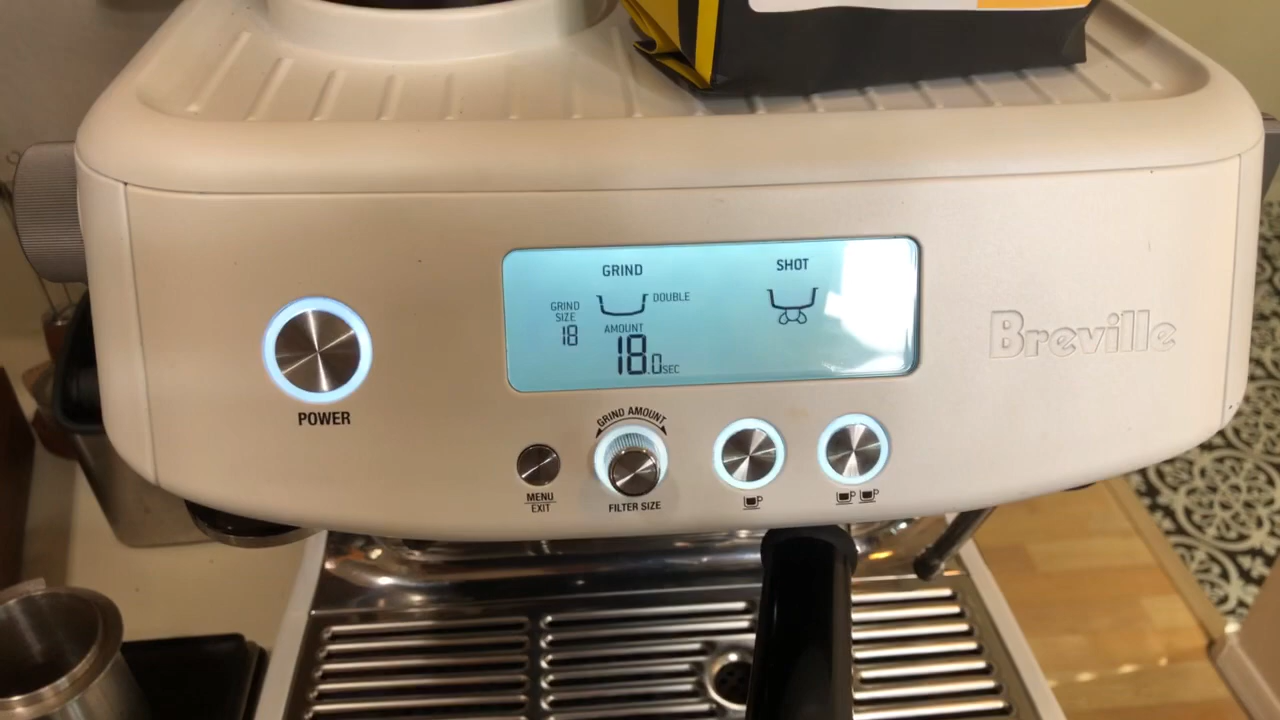 GRIND
SHOT
GRIND
SIZE
18
DOUBLE
AMOUNT
18.0SEC
Breville
POWER
GRIND AMOUNT
MENU
EXIT
FILTER SIZE